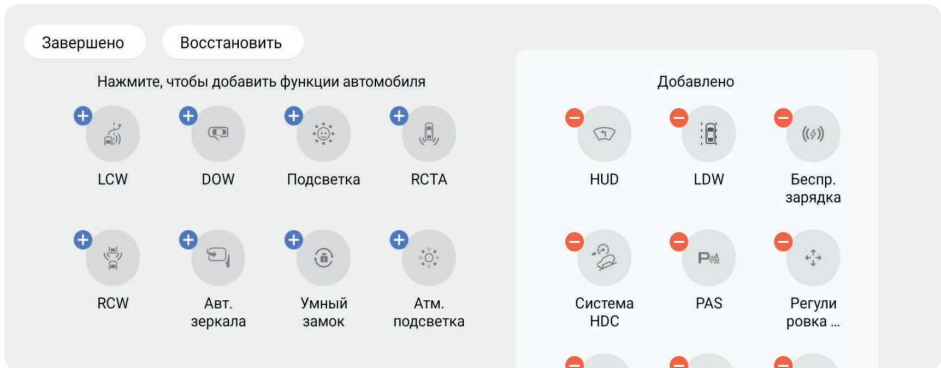 Завершено
Восстановить
Нажмите, чтобы добавить функции автомобиля
LCW
DOW
Подсветка
RCTA
RCW
Авт.
зеркала
Умный
замок
Атм.
подсветка
Добавлено
HUD
LDW
Беспр.
зарядка
Система
HDC
PAS
Регули
ровка ...